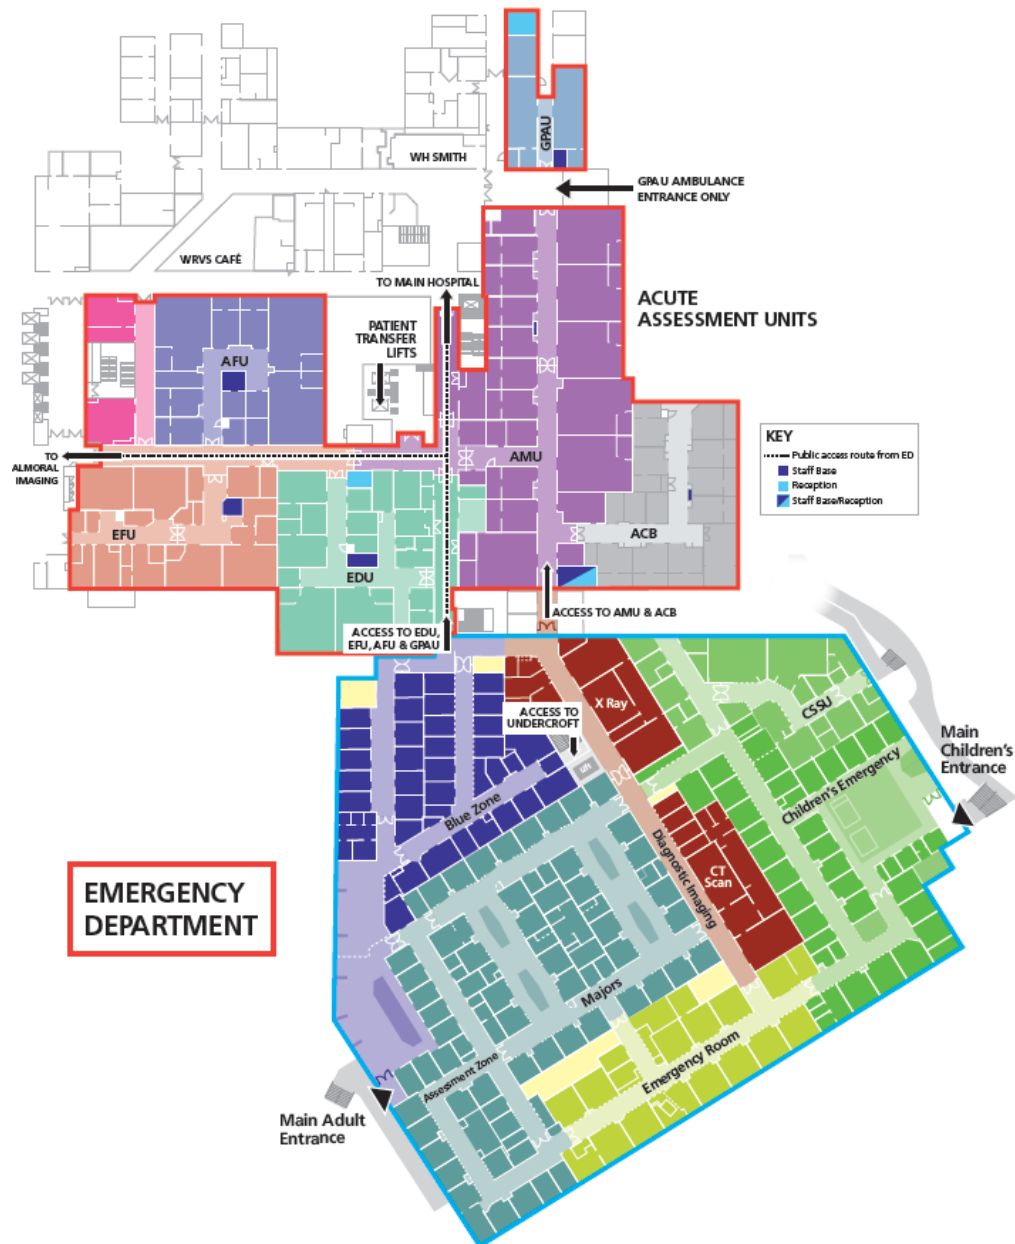 GPAU
WH SMITH
GPAU AMBULANCE
ENTRANCE ONLY
WRVS CAFÉ
TO MAIN HOSPITAL
ACUTE
ASSESSMENT UNITS
PATIENT
TRANSFER
LIFTS
AFU
KEY
Public access route from ED
Staff Base
Reception
Staff Base/Reception
TO
ALMORAL
IMAGING
AMU
EFU
ACB
EDU
ACCESS TO AMU & ACB
ACCESS TO EDU,
EFU, AFU & GPAU
X Ray
ACCESS TO
UNDERCROFT
Lift
CSSU
Main
Children's
Entrance
Children's Emergency
Blue Zone
Diagnostic Imaging
CT
Scan
EMERGENCY
DEPARTMENT
Majors
Emergency Room
Assessment Zone
Main Adult
Entrance